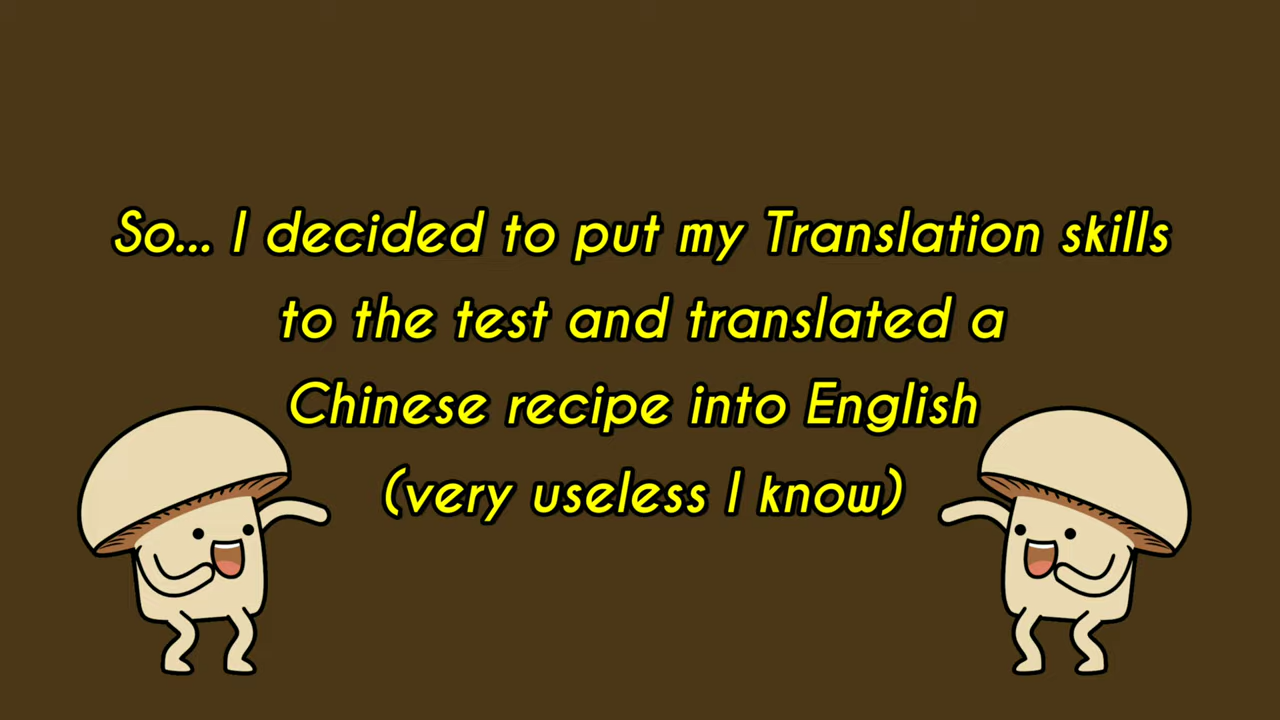 So... I decided to put my Translation skills
to the test and translated a
Chinese recipe into English
(very useless I know)